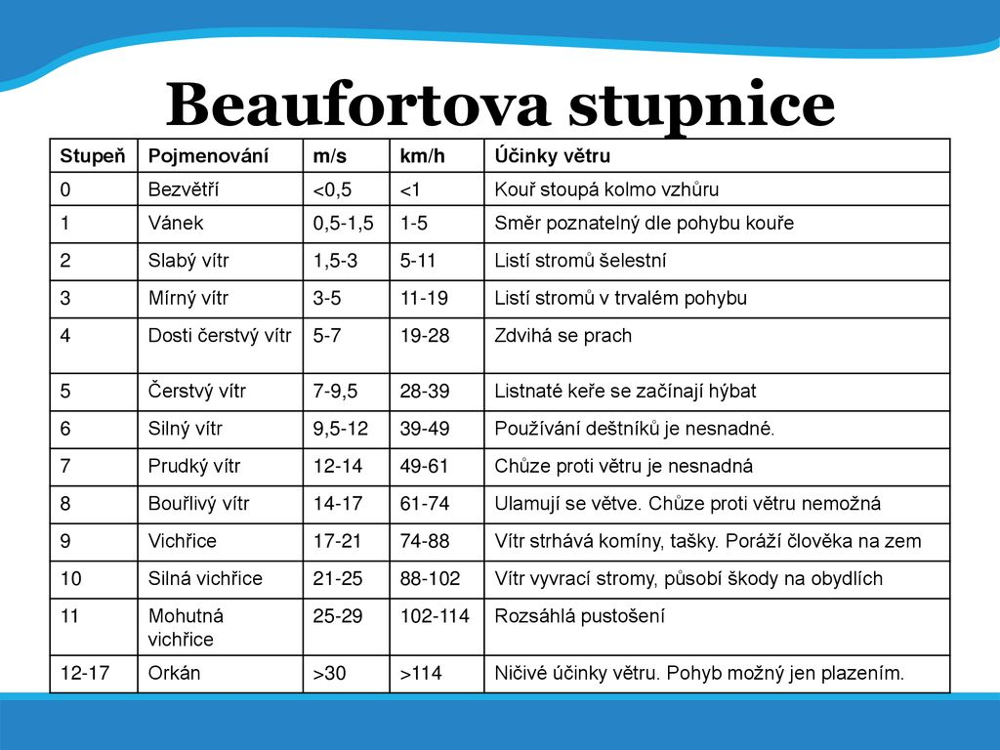 Beaufortova stupnice
Stupeň Pojmenování m/s km/h Účinky větru
0 Bezvětří <0,5 <1 Kouř stoupá kolmo vzhůru
1 Vánek 0,5-1,5 1-5 Směr poznatelný dle pohybu kouře
2 Slabý vítr 1,5-3 5-11 Listí stromů šelestní
3 Mírný vítr 3-5 11-19 Listí stromů v trvalém pohybu
4 Dosti čerstvý vítr 5-7 19-28 Zdvihá se prach
5 Čerstvý vítr 7-9,5 28-39 Listnaté keře se začínají hýbat
6 Silný vítr 9,5-12 39-49 Používání deštníků je nesnadné.
7 Prudký vítr 12-14 49-61 Chůze proti větru je nesnadná
8 Bouřlivý vítr 14-17 61-74 Ulamují se větve. Chůze proti větru nemožná
9 Vichřice 17-21 74-88 Vítr strhává komíny, tašky. Poráží člověka na zem
10 Silná vichřice 21-25 88-102 Vítr vyvrací stromy, působí škody na obydlích
11 Mohutná 25-29 102-114 Rozsáhlá pustošení
vichřice
12-17 Orkán >30 >114 Ničivé účinky větru. Pohyb možný jen plazením.